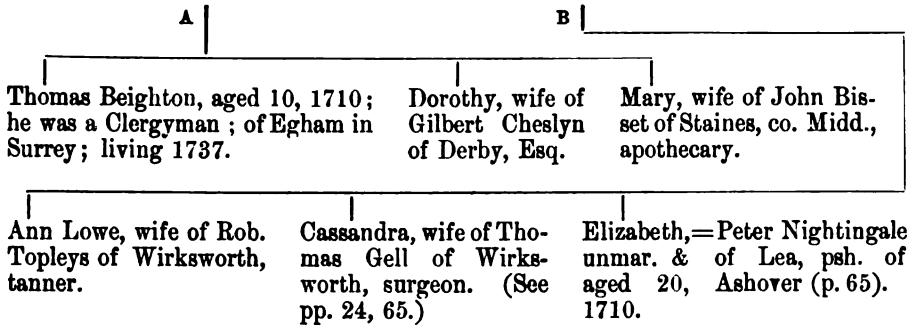 A
B
Thomas Beighton, aged 10, 1710;
he was a Clergyman ; of Egham in
Surrey; living 1737.
Dorothy, wife of
Gilbert Cheslyn
of Derby, Esq.
Mary, wife of John Bis-
set of Staines, co. Midd.,
apothecary.
Ann Lowe, wife of Rob.
Topleys of Wirksworth,
tanner.
Cassandra, wife of Tho-
mas Gell of Wirks-
worth, surgeon. (See
pp. 24, 65.)
Elizabeth,=Peter Nightingale
unmar. & of Lea, psh. of
aged 20, Ashover (p. 65).
1710.